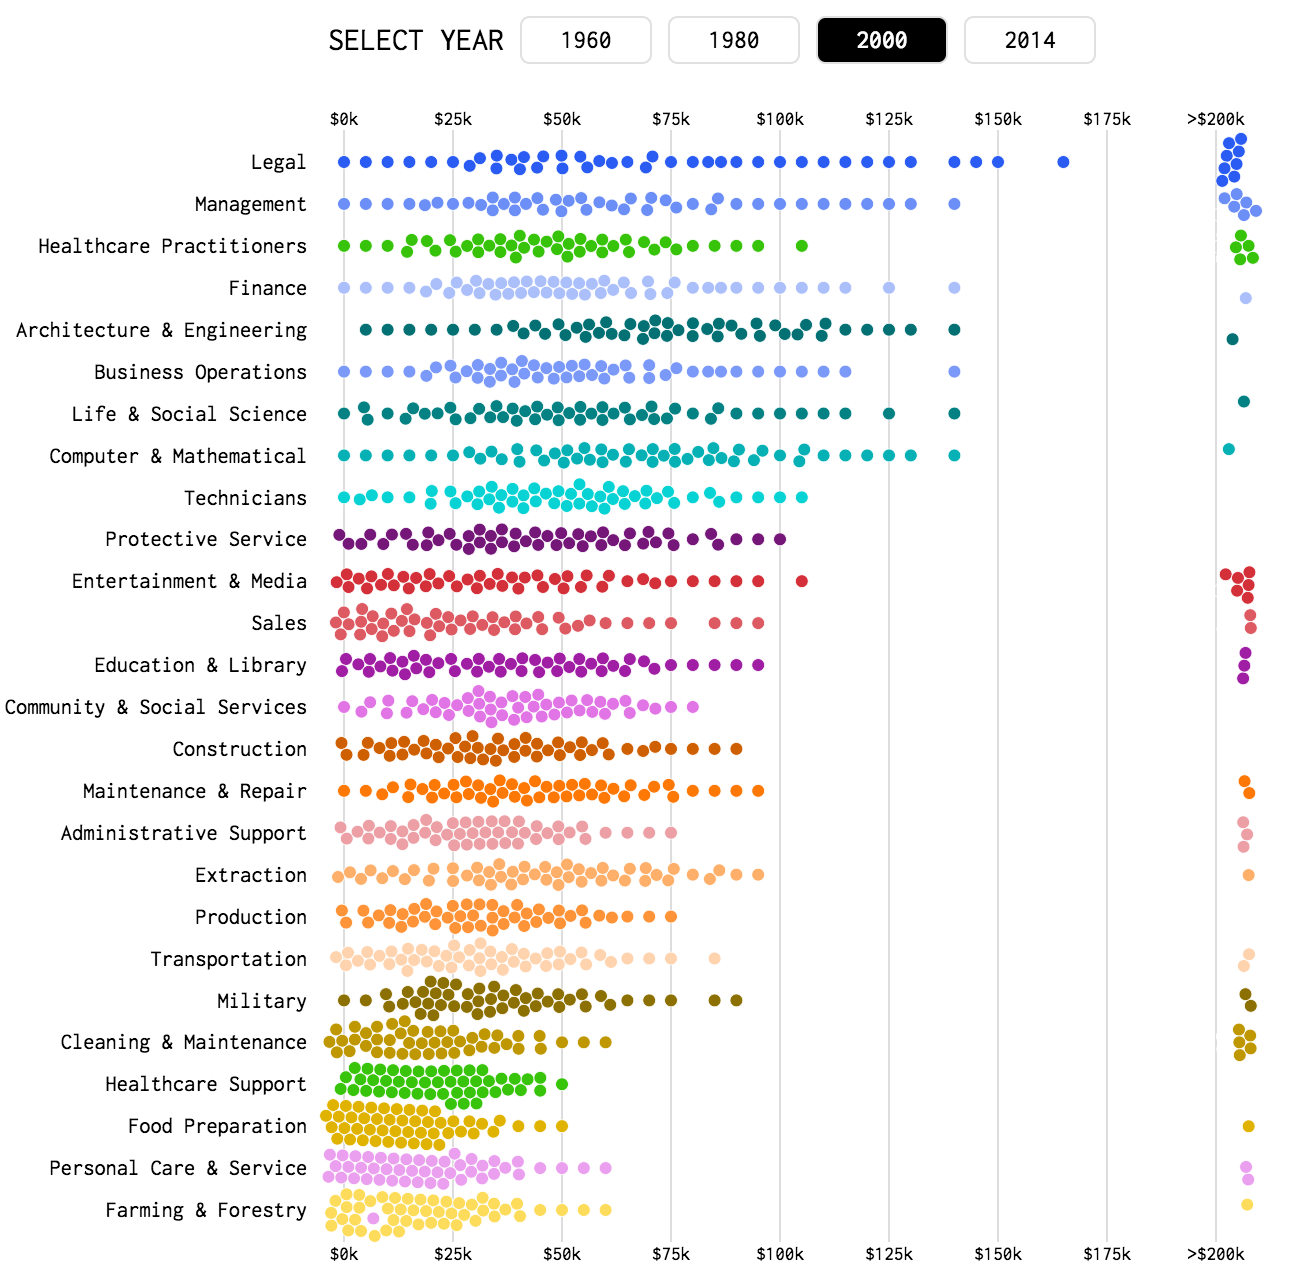 SELECT YEAR 1960 1980 2000 2014
$0k $25k $50k $75k $100k $125k $150k $175k >$200k
Legal
Management
Healthcare Practitioners
Finance
Architecture & Engineering
Business Operations
Life & Social Science
Computer & Mathematical
Technicians
Protective Service
Entertainment & Media
Sales
Education & Library
Community & Social Services
Construction
Maintenance & Repair
Administrative Support
Extraction
Production
Transportation
Military
Cleaning & Maintenance
Healthcare Support
Food Preparation
Personal Care & Service
Farming & Forestry
$0k $25k $50k $75k $100k $125k $150k $175k >$200k